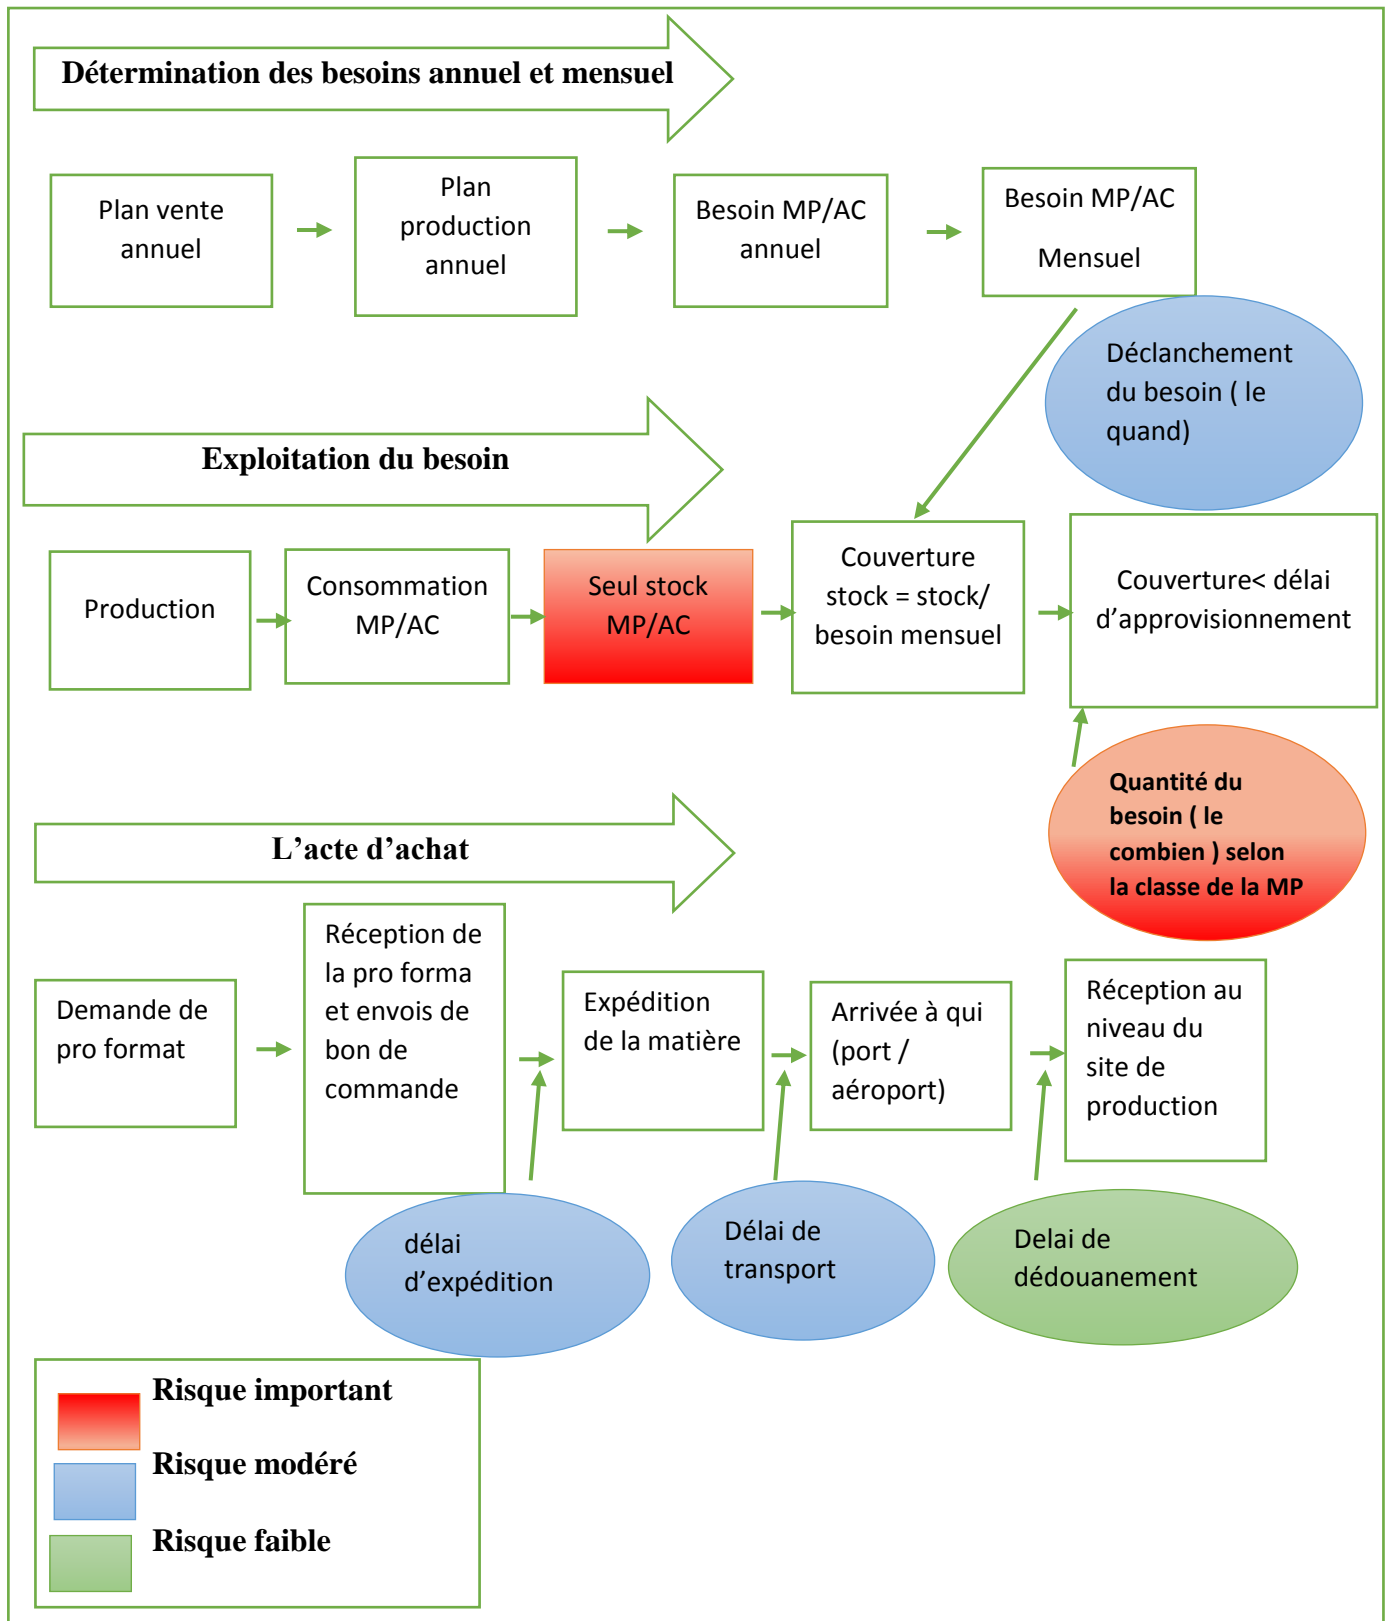 Détermination des besoins annuel et mensuel
Plan vente
annuel
Plan
production
annuel
Besoin MP/AC
annuel
Besoin MP/AC
Mensuel
Déclanchement
du besoin ( le
quand)
Exploitation du besoin
Production
Consommation
MP/AC
Seul stock
MP/AC
Couverture
stock = stock/
besoin mensuel
Couverture< délai
d’approvisionnement
Quantité du
besoin ( le
combien ) selon
la classe de la MP
L’acte d’achat
Demande de
pro format
Réception de
la pro forma
et envois de
bon de
commande
Expédition
de la matière
Arrivée à qui
(port /
aéroport)
Réception au
niveau du
site de
production
délai
d’expédition
Délai de
transport
Delai de
dédouanement
Risque important
Risque modéré
Risque faible